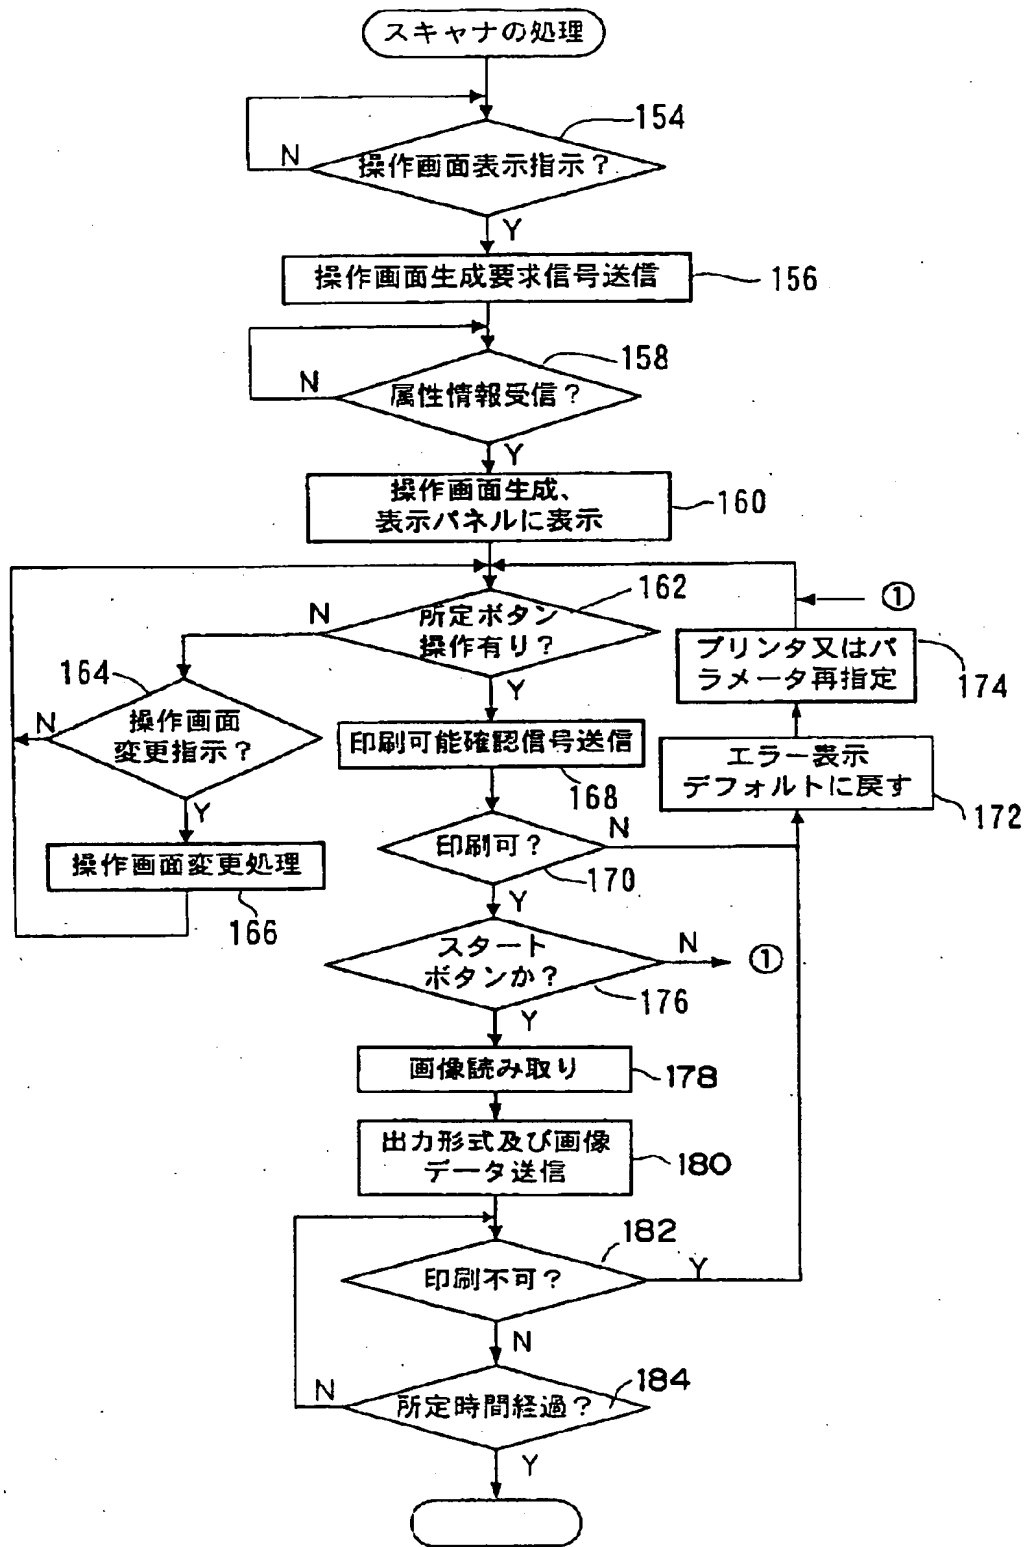 スキャナの処理
154
N
操作画面表示指示？
Y
操作画面生成要求信号送信
156
158
N
属性情報受信？
Y
操作画面生成、
表示パネルに表示
160
162
N
所定ボタン
操作有り？
Y
①
プリンタ又はパ
ラメータ再指定
174
164
N
操作画面
変更指示？
Y
印刷可能確認信号送信
168
エラー表示
デフォルトに戻す
172
操作画面変更処理
166
印刷可？
N
170
Y
スタート
ボタンか？
N
①
176
Y
画像読み取り
178
出力形式及び画像
データ送信
180
182
印刷不可？
Y
N
184
N
所定時間経過？
Y